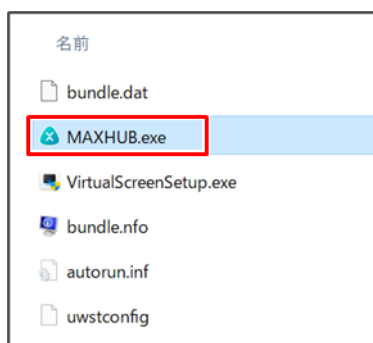 名前
bundle.dat
MAXHUB.exe
VirtualScreenSetup.exe
bundle.nfo
autorun.inf
uwstconfig